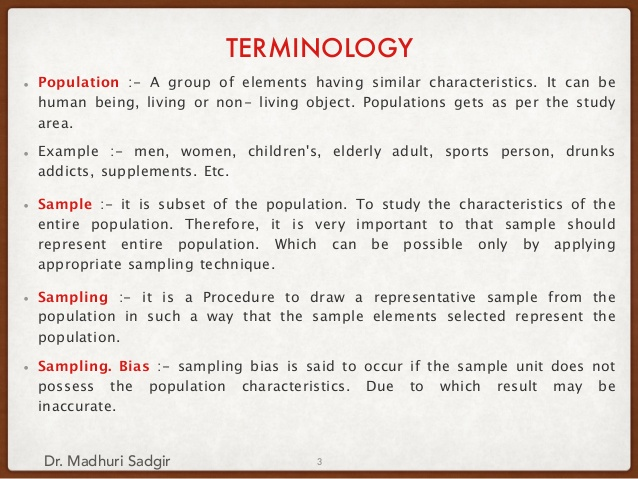 TERMINOLOGY
Population :- A group of elements having similar characteristics. It can be
human being, living or non- living object. Populations gets as per the study
area.
Example :- men, women, children's, elderly adult, sports person, drunks
addicts, supplements. Etc.
Sample :- it is subset of the population. To study the characteristics of the
entire population. Therefore, it is very important to that sample should
represent entire population. Which can be possible only by applying
appropriate sampling technique.
Sampling :- it is a Procedure to draw a representative sample from the
population in such a way that the sample elements selected represent the
population.
Sampling. Bias :- sampling bias is said to occur if the sample unit does not
possess the population characteristics. Due to which result may be
inaccurate.
Dr. Madhuri Sadgir 3